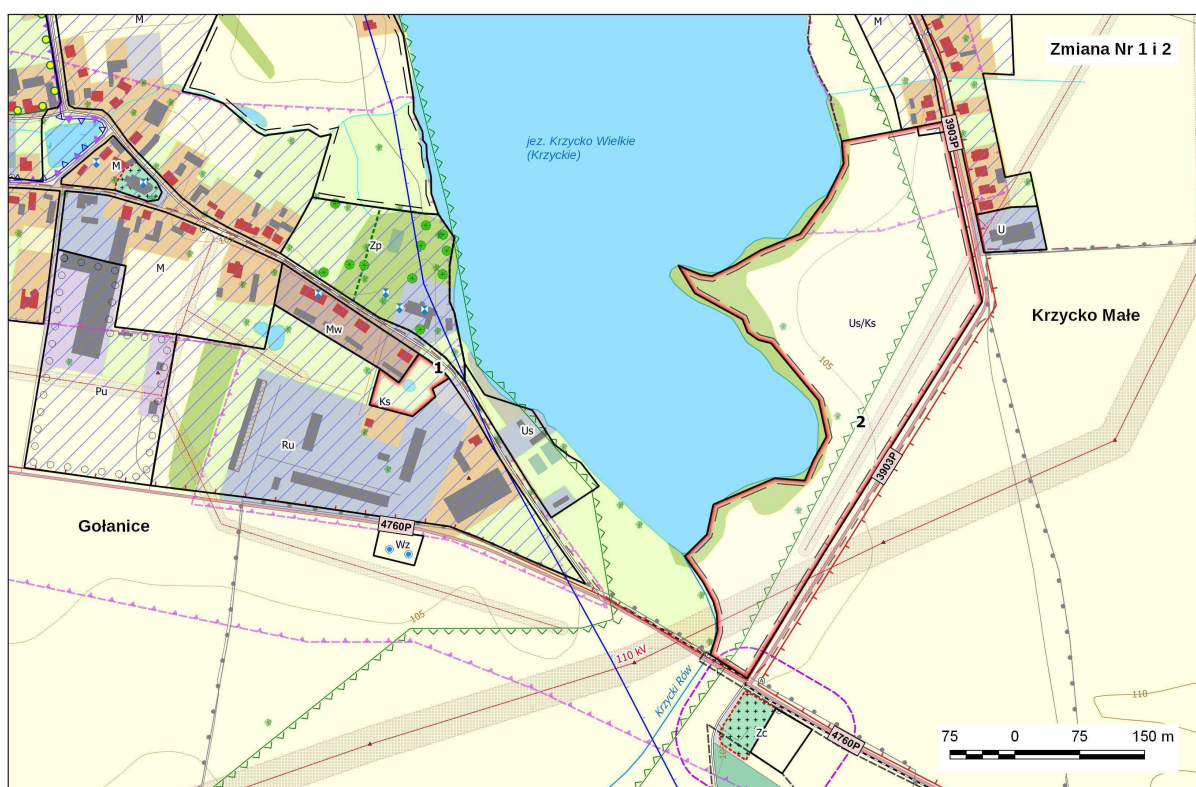 M
M
Zmiana Nr 1 i 2
3903P
jez. Krzycko Wielkie
(Krzyckie)
M
U
Zp
M
Krzycko Małe
Us/Ks
Mw
105
1
Pu
Ks
2
Us
Ru
3903P
Gołanice
4760P
Wz
105
110 kV
Krzycki Rów
110
Zc
4760P
75 0 75 150 m